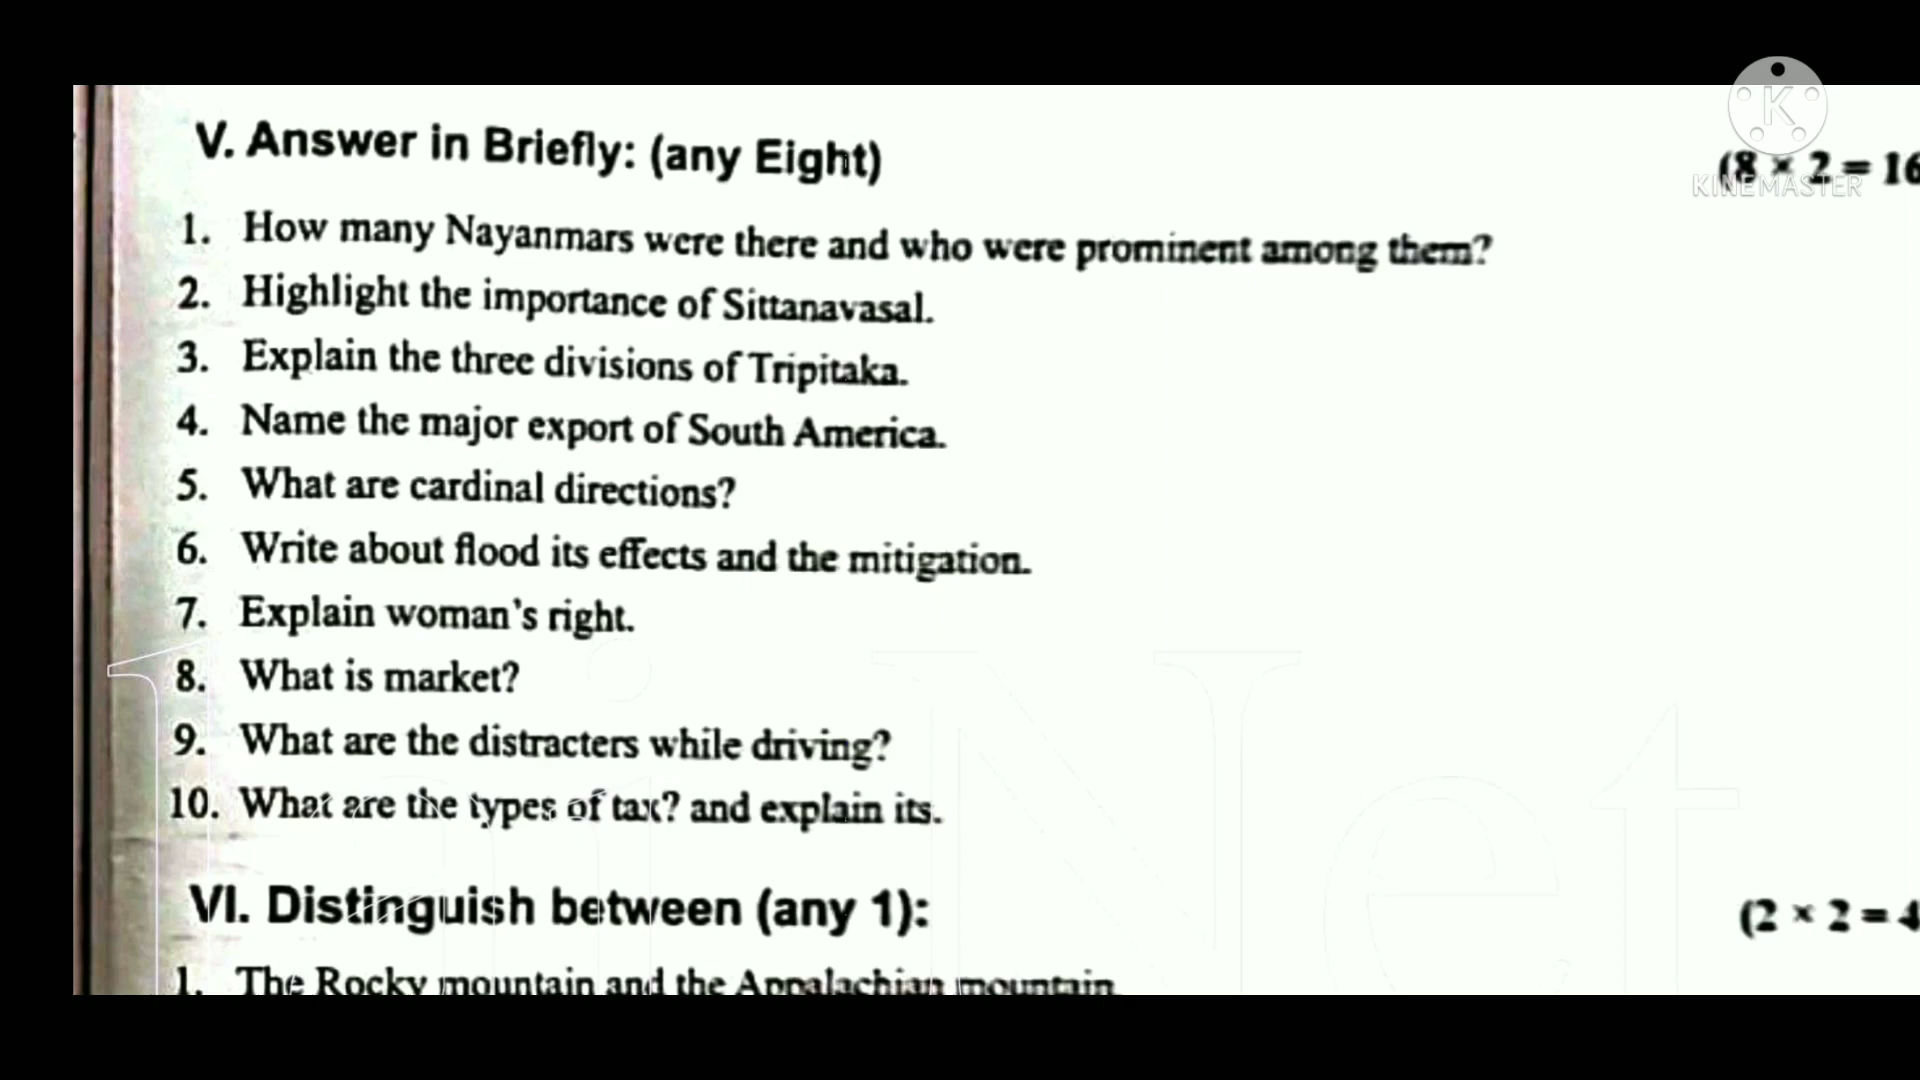 V. Answer in Briefly: (any Eight) (8 × 2 = 16
KINEMASTER
1. How many Nayanmars were there and who were prominent among them?
2. Highlight the importance of Sittanavasal.
3. Explain the three divisions of Tripitaka.
4. Name the major export of South America.
5. What are cardinal directions?
6. Write about flood its effects and the mitigation.
7. Explain woman's right.
8. What is market?
9. What are the distracters while driving?
10. What are the types of tax? and explain its.
VI. Distinguish between (any 1): (2 × 2 = 4
1. The Rocky mountain and the Appalachian mountain